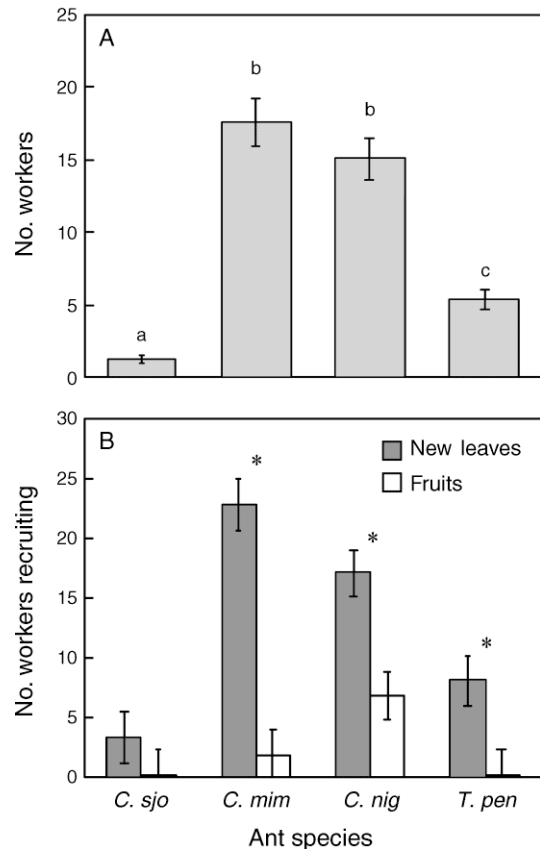 A
25
20
15
10
5
0
No. workers
a
b
b
c
B
30
25
20
15
10
5
0
No. workers recruiting
New leaves
Fruits
*
*
*
C. sjo C. mim C. nig T. pen
Ant species